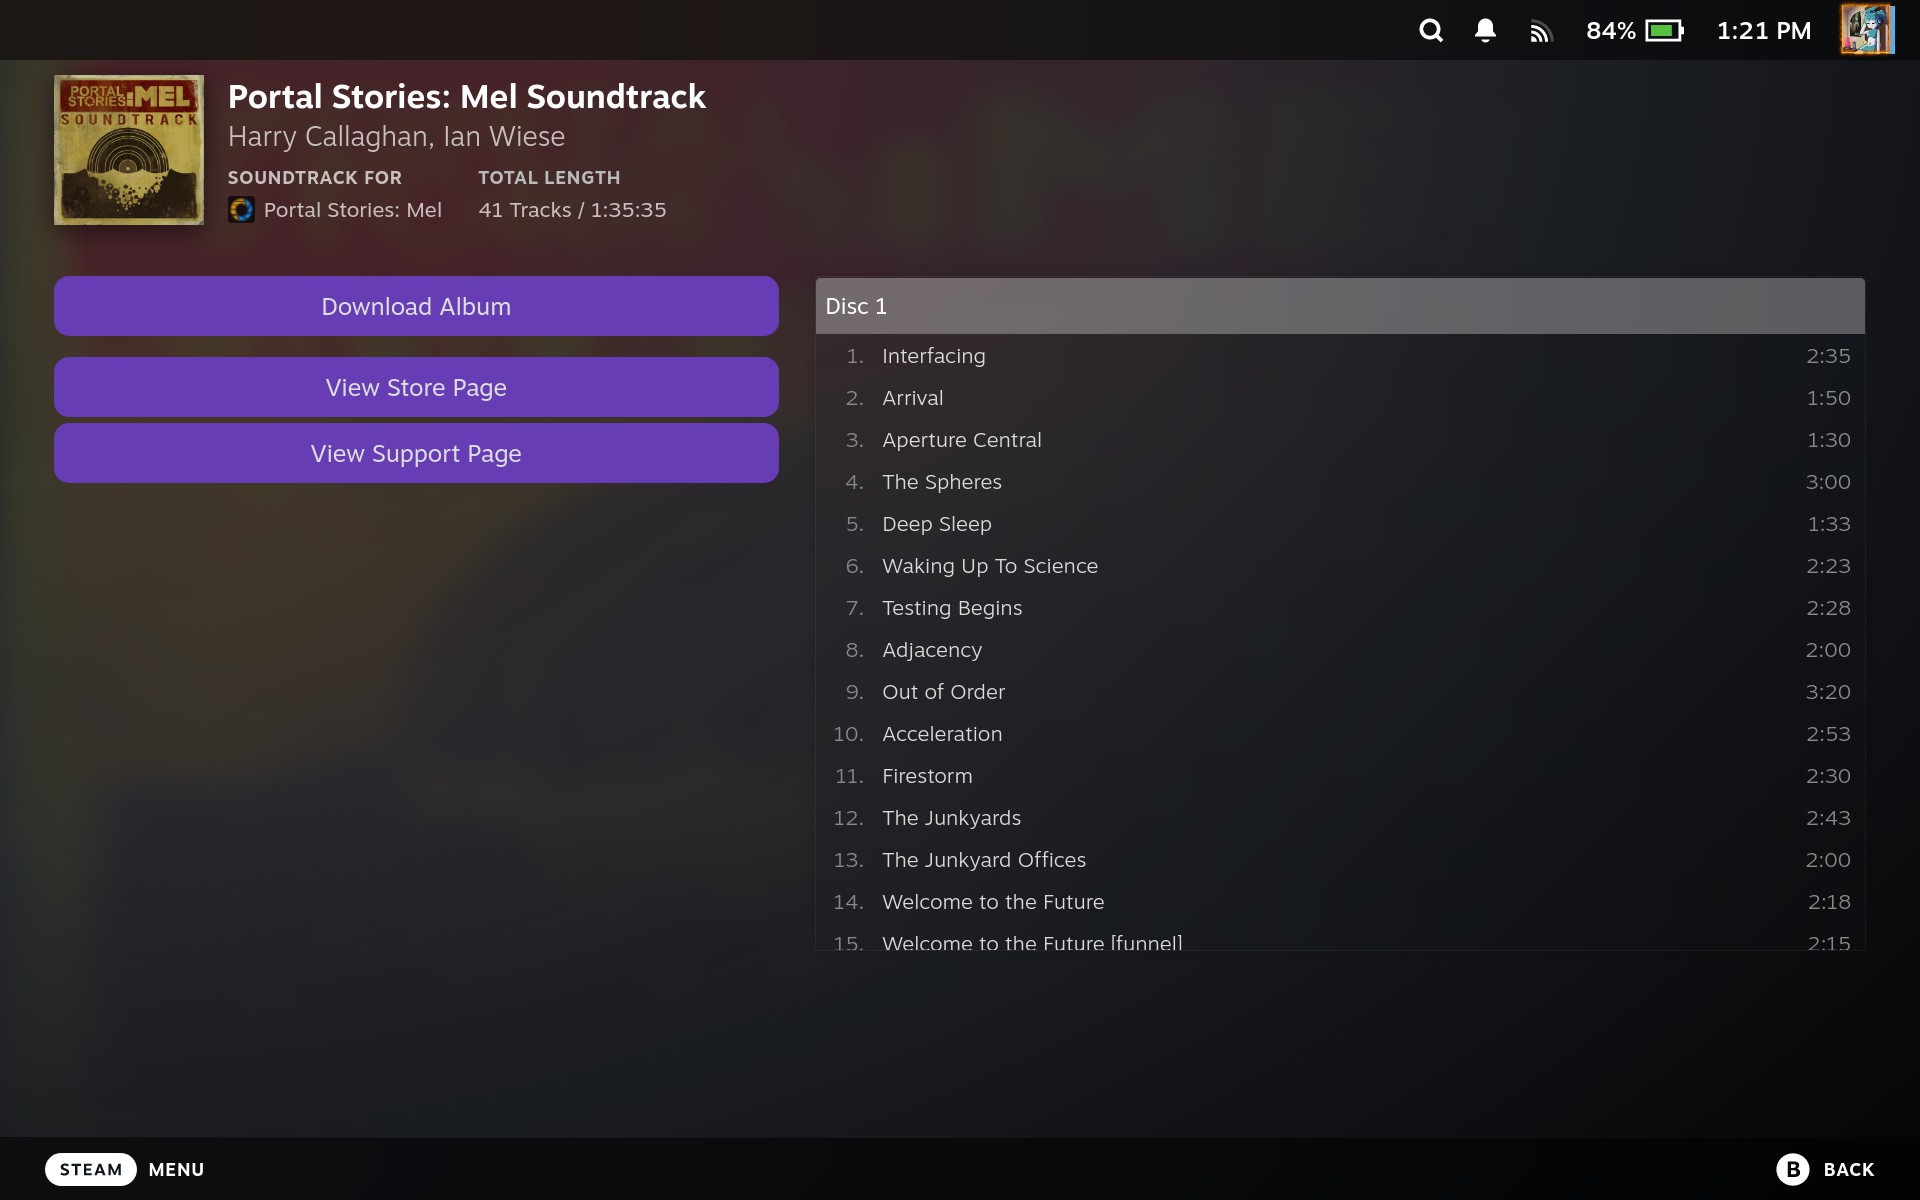 84%
1:21 PM
PORTAL STORIES:MEL
SOUNDTRACK
Portal Stories: Mel Soundtrack
Harry Callaghan, Ian Wiese
SOUNDTRACK FOR
TOTAL LENGTH
Portal Stories: Mel
41 Tracks / 1:35:35
Download Album
View Store Page
View Support Page
Disc 1
1. Interfacing 2:35
2. Arrival 1:50
3. Aperture Central 1:30
4. The Spheres 3:00
5. Deep Sleep 1:33
6. Waking Up To Science 2:23
7. Testing Begins 2:28
8. Adjacency 2:00
9. Out of Order 3:20
10. Acceleration 2:53
11. Firestorm 2:30
12. The Junkyards 2:43
13. The Junkyard Offices 2:00
14. Welcome to the Future 2:18
15. Welcome to the Future [funnel] 2:15
STEAM MENU
B BACK